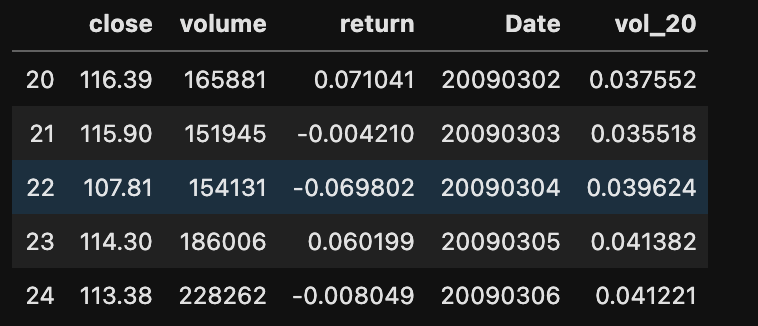 close volume return Date vol_20
20 116.39 165881 0.071041 20090302 0.037552
21 115.90 151945 -0.004210 20090303 0.035518
22 107.81 154131 -0.069802 20090304 0.039624
23 114.30 186006 0.060199 20090305 0.041382
24 113.38 228262 -0.008049 20090306 0.041221